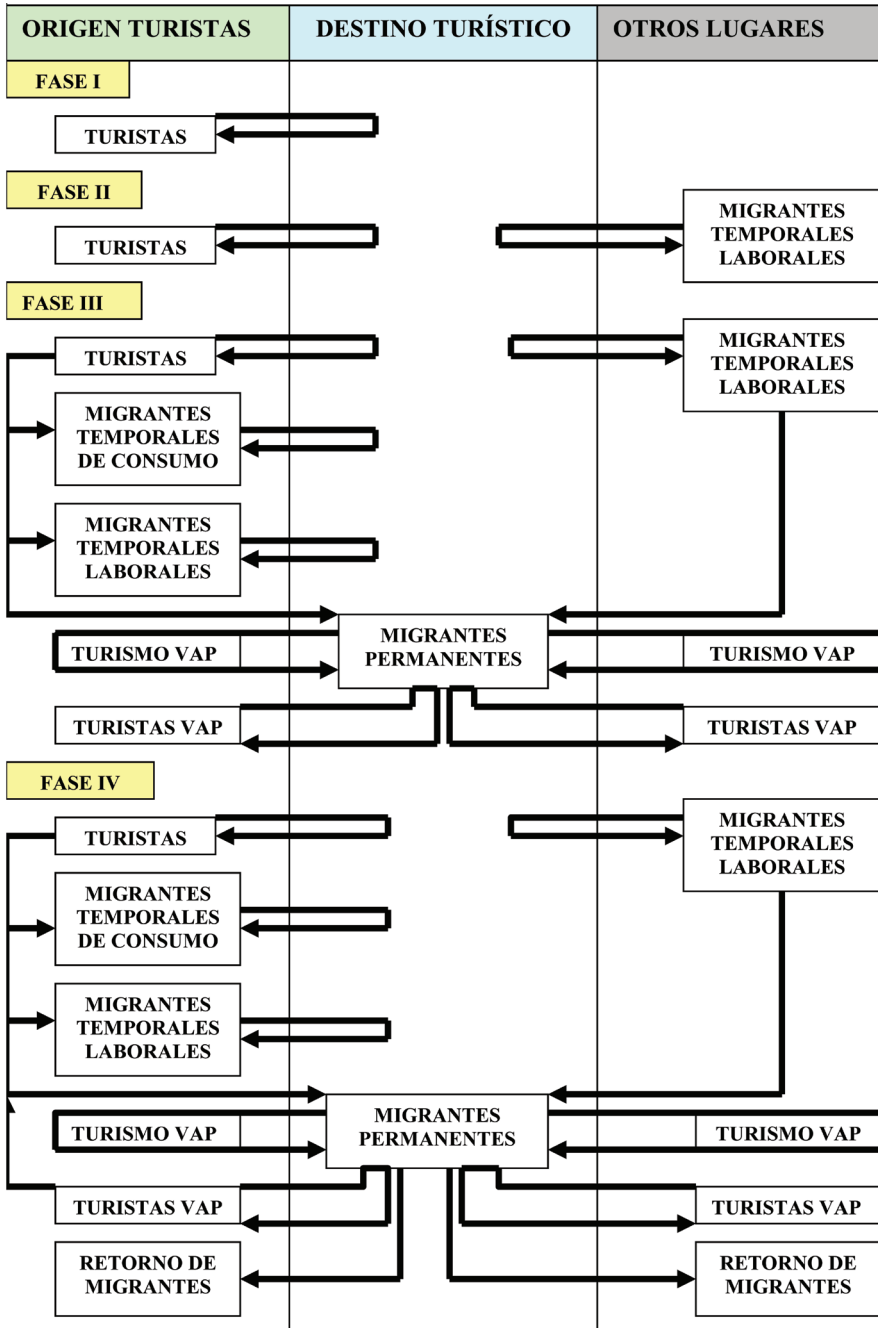 ORIGEN TURISTAS
DESTINO TURÍSTICO
OTROS LUGARES
FASE I
TURISTAS
FASE II
TURISTAS
MIGRANTES
TEMPORALES
LABORALES
FASE III
TURISTAS
MIGRANTES
TEMPORALES
LABORALES
MIGRANTES
TEMPORALES
DE CONSUMO
MIGRANTES
TEMPORALES
LABORALES
MIGRANTES
PERMANENTES
TURISMO VAP
TURISMO VAP
TURISTAS VAP
TURISTAS VAP
FASE IV
TURISTAS
MIGRANTES
TEMPORALES
LABORALES
MIGRANTES
TEMPORALES
DE CONSUMO
MIGRANTES
TEMPORALES
LABORALES
MIGRANTES
PERMANENTES
TURISMO VAP
TURISMO VAP
TURISTAS VAP
TURISTAS VAP
RETORNO DE
MIGRANTES
RETORNO DE
MIGRANTES